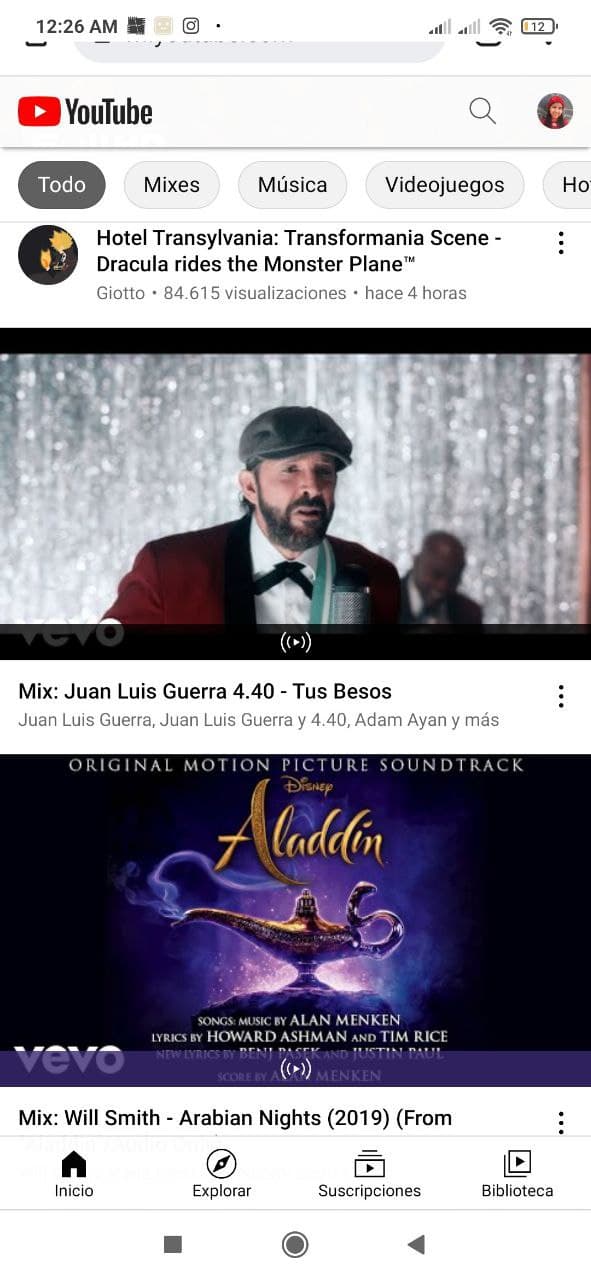 12:26 AM
12
YouTube
Todo
Mixes
Música
Videojuegos
Hotel Transylvania: Transformania Scene -
Dracula rides the Monster Plane™
Giotto • 84.615 visualizaciones • hace 4 horas
vevo
Mix: Juan Luis Guerra 4.40 - Tus Besos
Juan Luis Guerra, Juan Luis Guerra y 4.40, Adam Ayan y más
ORIGINAL MOTION PICTURE SOUNDTRACK
DISNEY
Aladdin
SONGS: MUSIC BY ALAN MENKEN
LYRICS BY HOWARD ASHMAN AND TIM RICE
NEW LYRICS BY BENJ PASEK AND JUSTIN PAUL
SCORE BY ALAN MENKEN
vevo
Mix: Will Smith - Arabian Nights (2019) (From
Inicio
Explorar
Suscripciones
Biblioteca